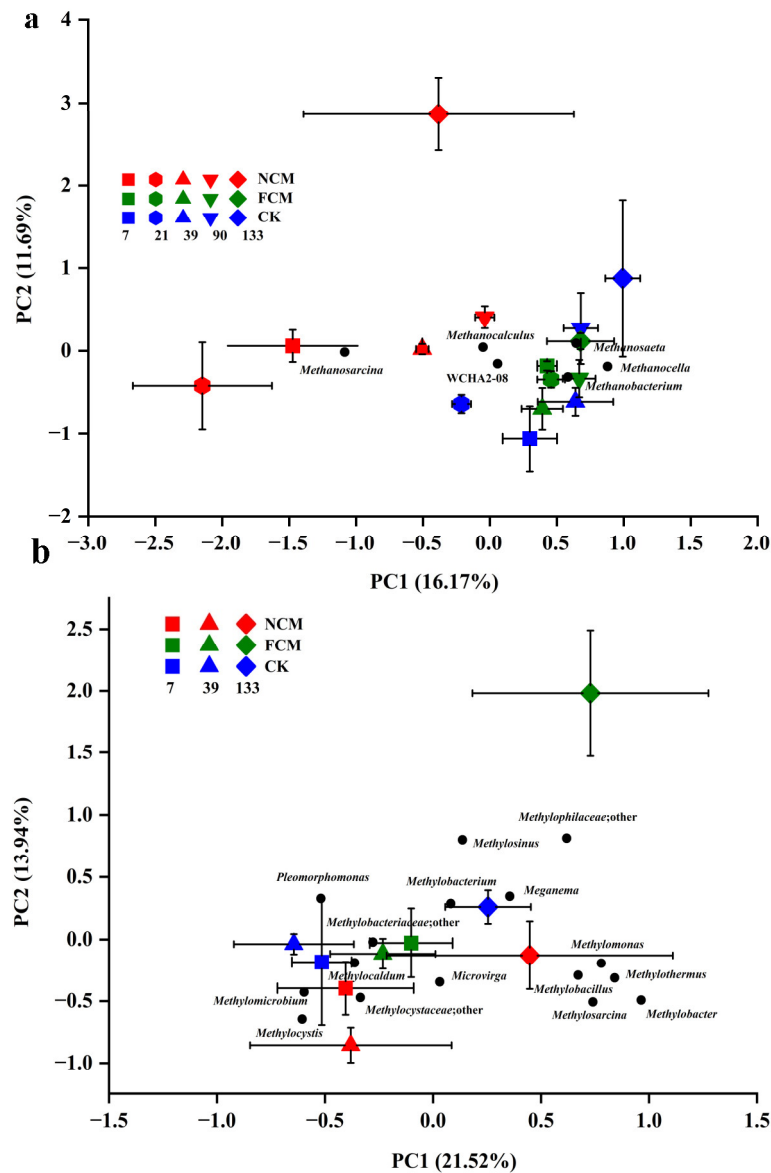 a
4
3
2
1
0
−1
−2
PC2 (11.69%)
NCM
FCM
CK
7 21 39 90 133
Methanocalculus
Methanosarcina
Methanosaeta
Methanocella
WCHA2-08
Methanobacterium
−3.0 −2.5 −2.0 −1.5 −1.0 −0.5 0.0 0.5 1.0 1.5 2.0
PC1 (16.17%)
b
2.5
2.0
1.5
1.0
0.5
0.0
−0.5
−1.0
PC2 (13.94%)
NCM
FCM
CK
7 39 133
Methylophilaceae;other
Methylosinus
Pleomorphomonas
Methylobacterium
Meganema
Methylobacteriaceae;other
Methylomonas
Methylocaldum
Microvirga
Methylothermus
Methylobacillus
Methylomicrobium
Methylocystaceae;other
Methylosarcina
Methylobacter
Methylocystis
−1.5 −1.0 −0.5 0.0 0.5 1.0 1.5
PC1 (21.52%)